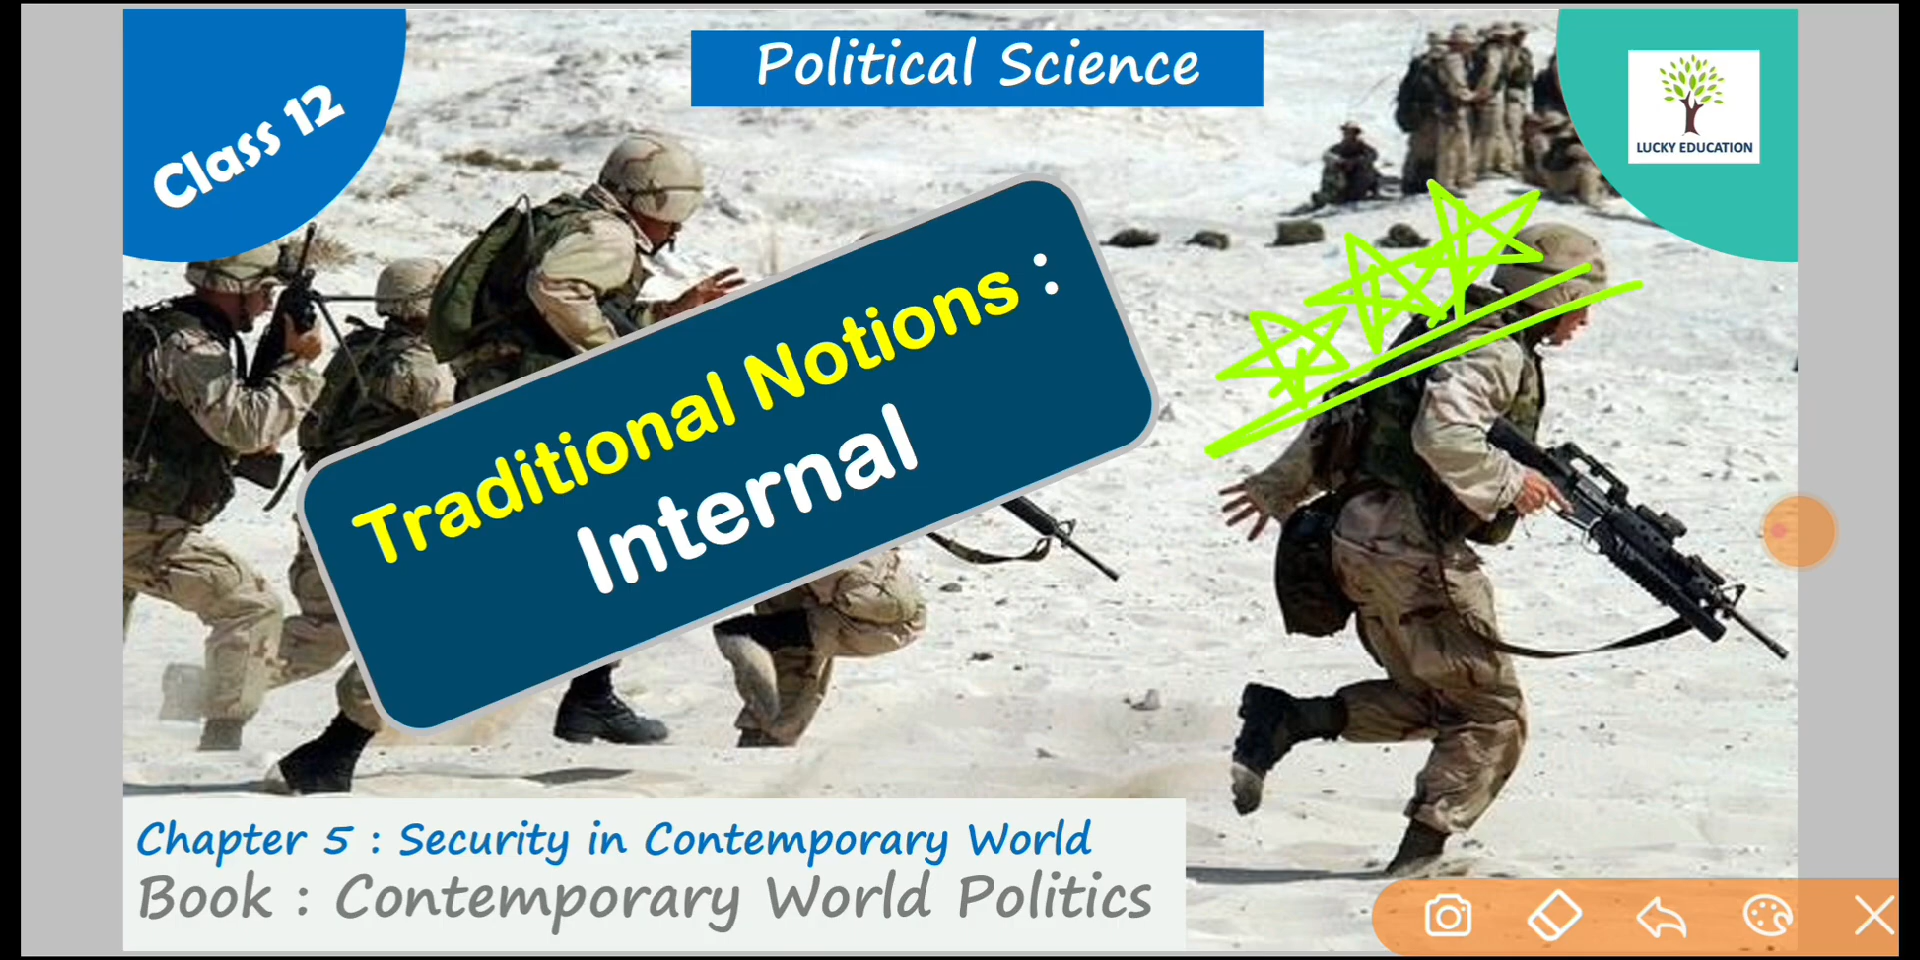 Political Science
Class 12
LUCKY EDUCATION
Traditional Notions :
Internal
Chapter 5 : Security in Contemporary World
Book : Contemporary World Politics